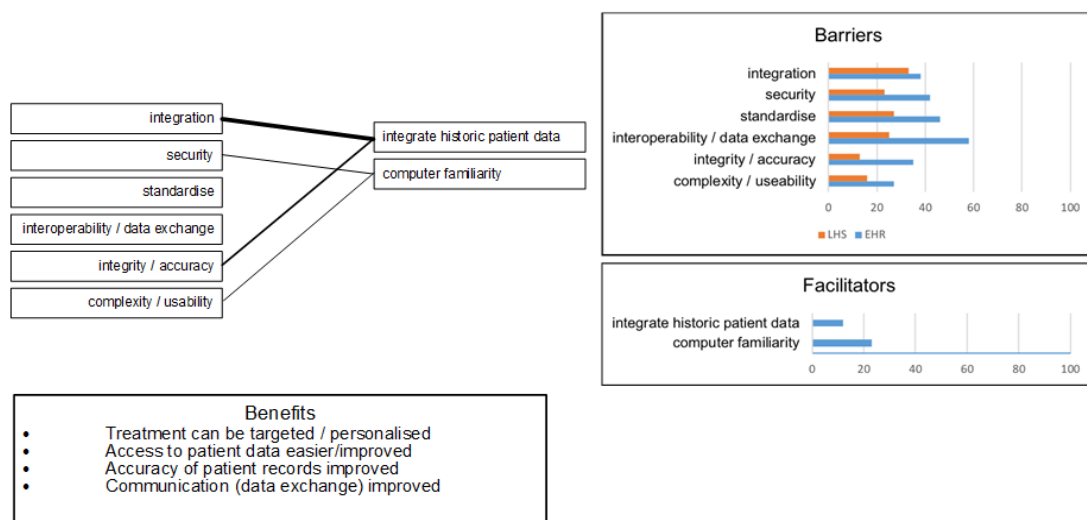 integration
security
standardise
interoperability / data exchange
integrity / accuracy
complexity / usability
integrate historic patient data
computer familiarity
Barriers
integration
security
standardise
interoperability / data exchange
integrity / accuracy
complexity / useability
0 20 40 60 80 100
LHS EHR
Facilitators
integrate historic patient data
computer familiarity
0 20 40 60 80 100
Benefits
• Treatment can be targeted / personalised
• Access to patient data easier/improved
• Accuracy of patient records improved
• Communication (data exchange) improved